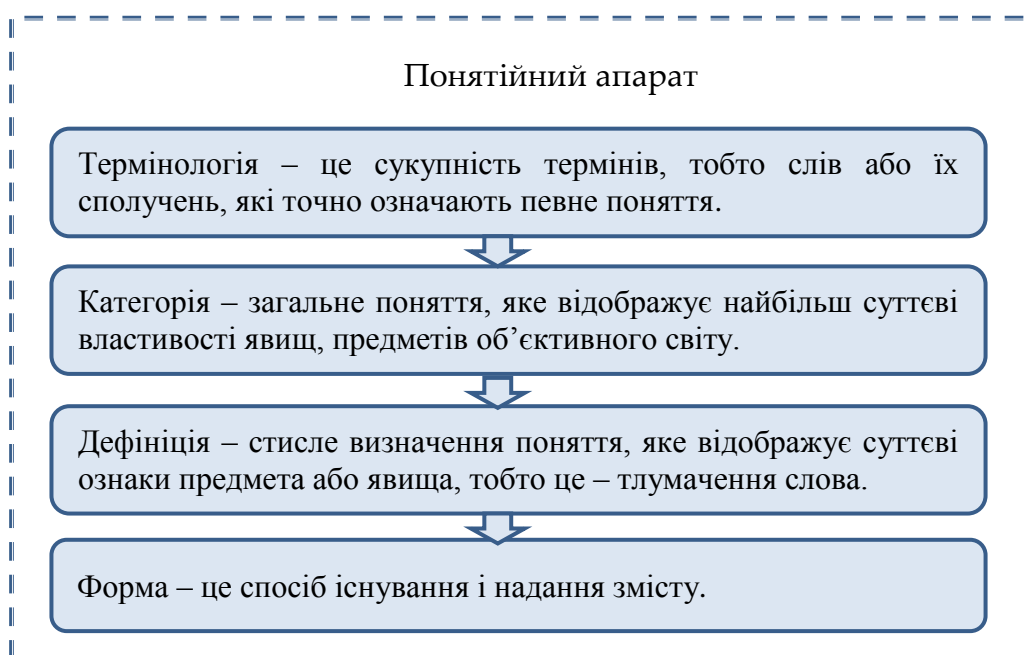 Понятійний апарат
Термінологія – це сукупність термінів, тобто слів або їх
сполучень, які точно означають певне поняття.
Категорія – загальне поняття, яке відображує найбільш суттєві
властивості явищ, предметів об’єктивного світу.
Дефініція – стисле визначення поняття, яке відображує суттєві
ознаки предмета або явища, тобто це – тлумачення слова.
Форма – це спосіб існування і надання змісту.